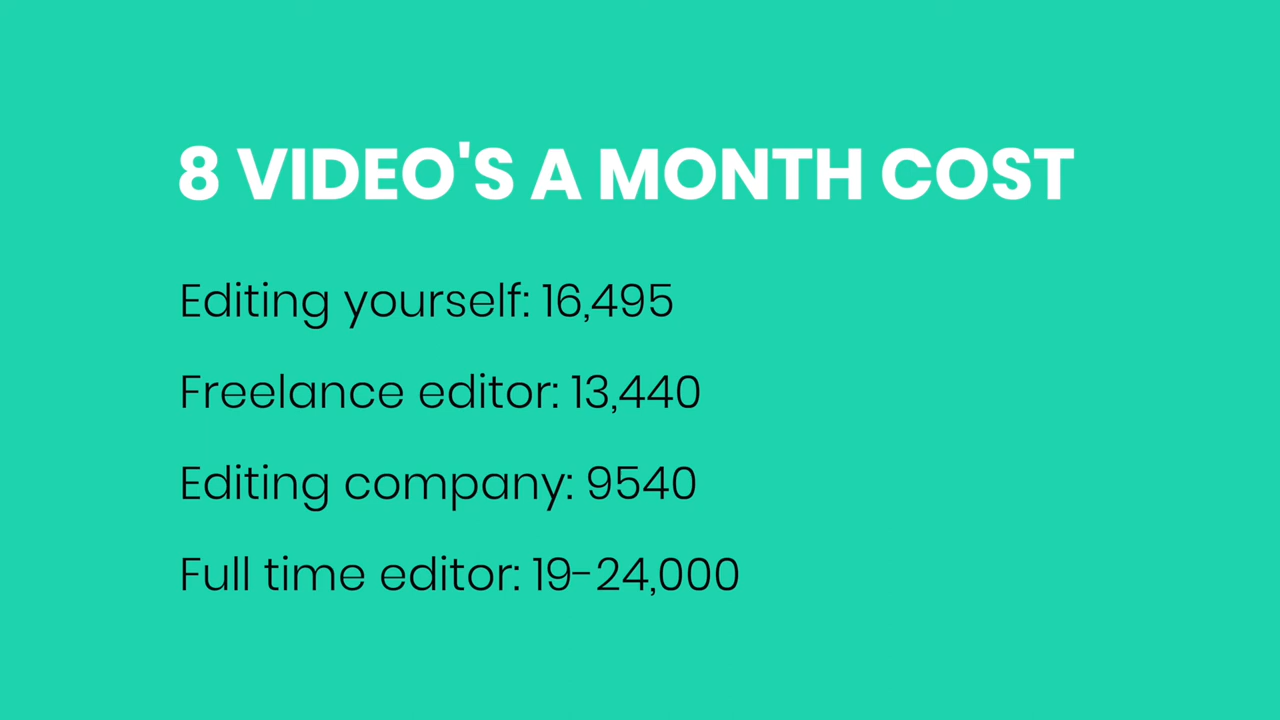 8 VIDEO'S A MONTH COST
Editing yourself: 16,495
Freelance editor: 13,440
Editing company: 9540
Full time editor: 19-24,000